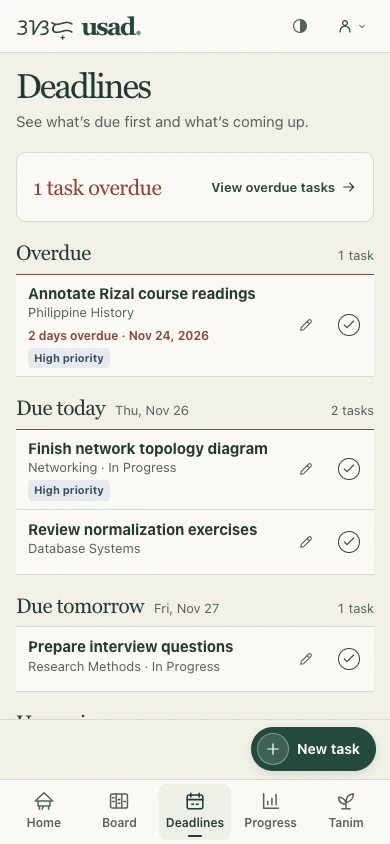 ᜂᜐᜇ᜔ usad.
Deadlines
See what's due first and what's coming up.
1 task overdue View overdue tasks →
Overdue 1 task
Annotate Rizal course readings
Philippine History
2 days overdue · Nov 24, 2026
High priority
Due today Thu, Nov 26 2 tasks
Finish network topology diagram
Networking · In Progress
High priority
Review normalization exercises
Database Systems
Due tomorrow Fri, Nov 27 1 task
Prepare interview questions
Research Methods · In Progress
New task
Home Board Deadlines Progress Tanim